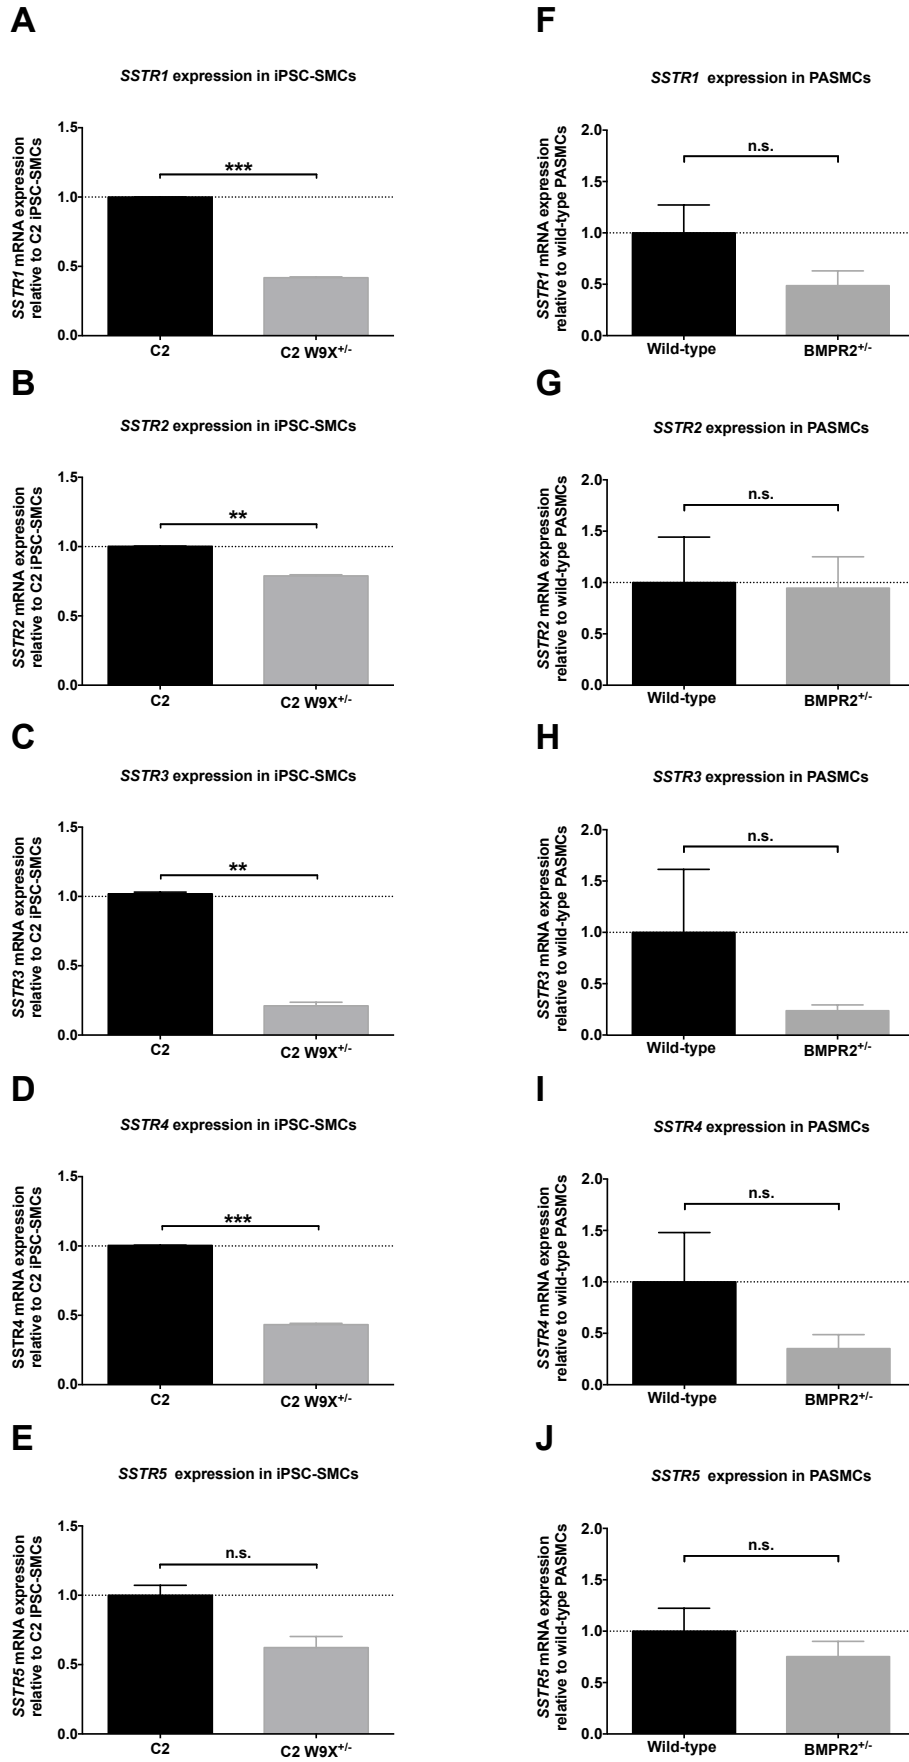 A
SSTR1 expression in iPSC-SMCs
SSTR1 mRNA expression
relative to C2 iPSC-SMCs
1.5
1.0
0.5
0.0
***
C2
C2 W9X+/-
B
SSTR2 expression in iPSC-SMCs
SSTR2 mRNA expression
relative to C2 iPSC-SMCs
1.5
1.0
0.5
0.0
**
C2
C2 W9X+/-
C
SSTR3 expression in iPSC-SMCs
SSTR3 mRNA expression
relative to C2 iPSC-SMCs
1.5
1.0
0.5
0.0
**
C2
C2 W9X+/-
D
SSTR4 expression in iPSC-SMCs
SSTR4 mRNA expression
relative to C2 iPSC-SMCs
1.5
1.0
0.5
0.0
***
C2
C2 W9X+/-
E
SSTR5 expression in iPSC-SMCs
SSTR5 mRNA expression
relative to C2 IPSC-SMCs
1.5
1.0
0.5
0.0
n.s.
C2
C2 W9X+/-
F
SSTR1 expression in PASMCs
SSTR1 mRNA expression
relative to wild-type PASMCs
2.0
1.5
1.0
0.5
0.0
n.s.
Wild-type
BMPR2+/-
G
SSTR2 expression in PASMCs
SSTR2 mRNA expression
relative to wild-type PASMCs
2.0
1.5
1.0
0.5
0.0
n.s.
Wild-type
BMPR2+/-
H
SSTR3 expression in PASMCs
SSTR3 mRNA expression
relative to wild-type PASMCs
2.0
1.5
1.0
0.5
0.0
n.s.
Wild-type
BMPR2+/-
I
SSTR4 expression in PASMCs
SSTR4 mRNA expression
relative to wild-type PASMCs
2.0
1.5
1.0
0.5
0.0
n.s.
Wild-type
BMPR2+/-
J
SSTR5 expression in PASMCs
SSTR5 mRNA expression
relative to wild-type PASMCs
2.0
1.5
1.0
0.5
0.0
n.s.
Wild-type
BMPR2+/-